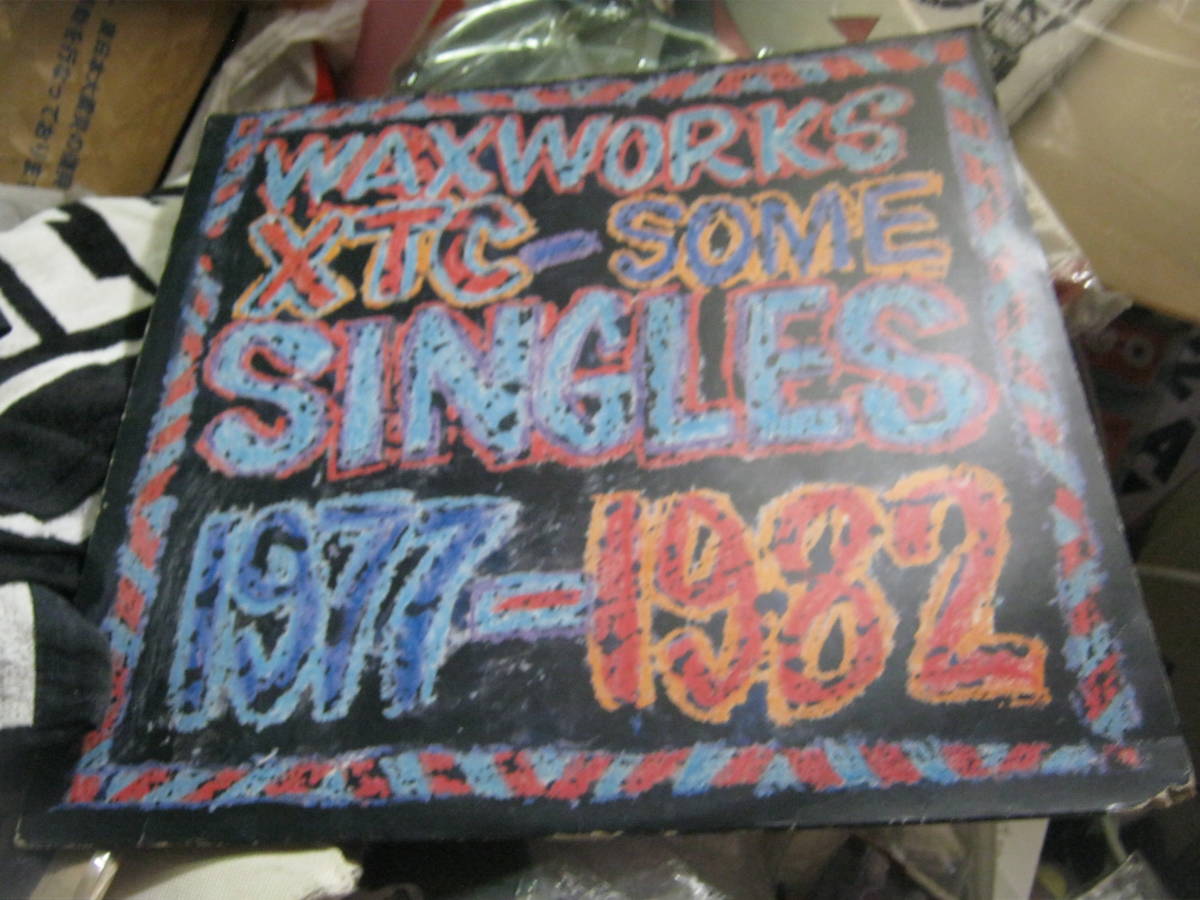 WAXWORKS
XTC-SOME
SINGLES
1977-1982